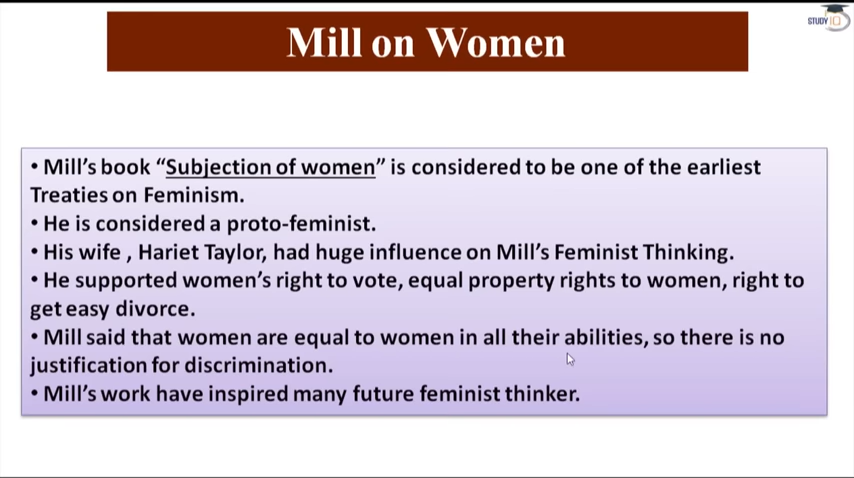 Mill on Women
STUDY IQ
• Mill's book “Subjection of women” is considered to be one of the earliest
Treaties on Feminism.
• He is considered a proto-feminist.
• His wife , Hariet Taylor, had huge influence on Mill's Feminist Thinking.
• He supported women's right to vote, equal property rights to women, right to
get easy divorce.
• Mill said that women are equal to women in all their abilities, so there is no
justification for discrimination.
• Mill's work have inspired many future feminist thinker.